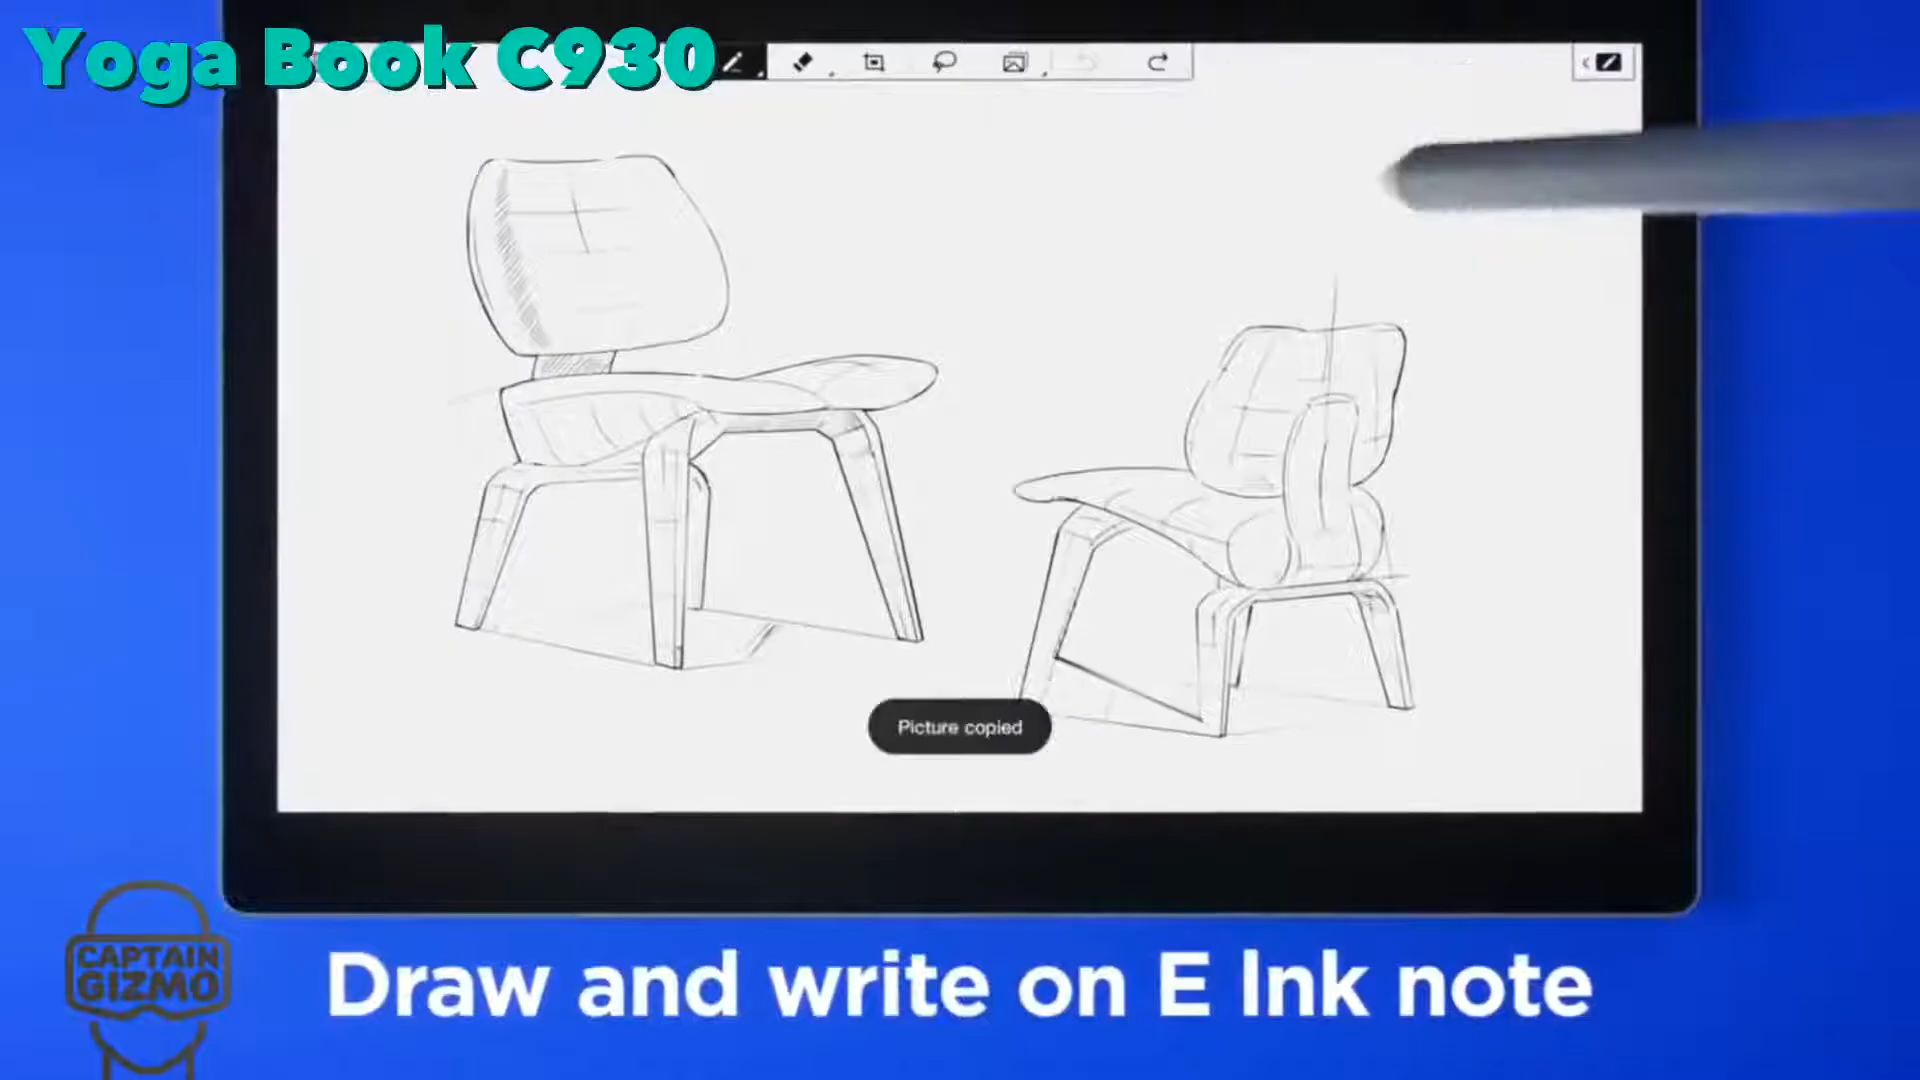 Yoga Book C930
Picture copied
CAPTAIN
GIZMO
Draw and write on E Ink note